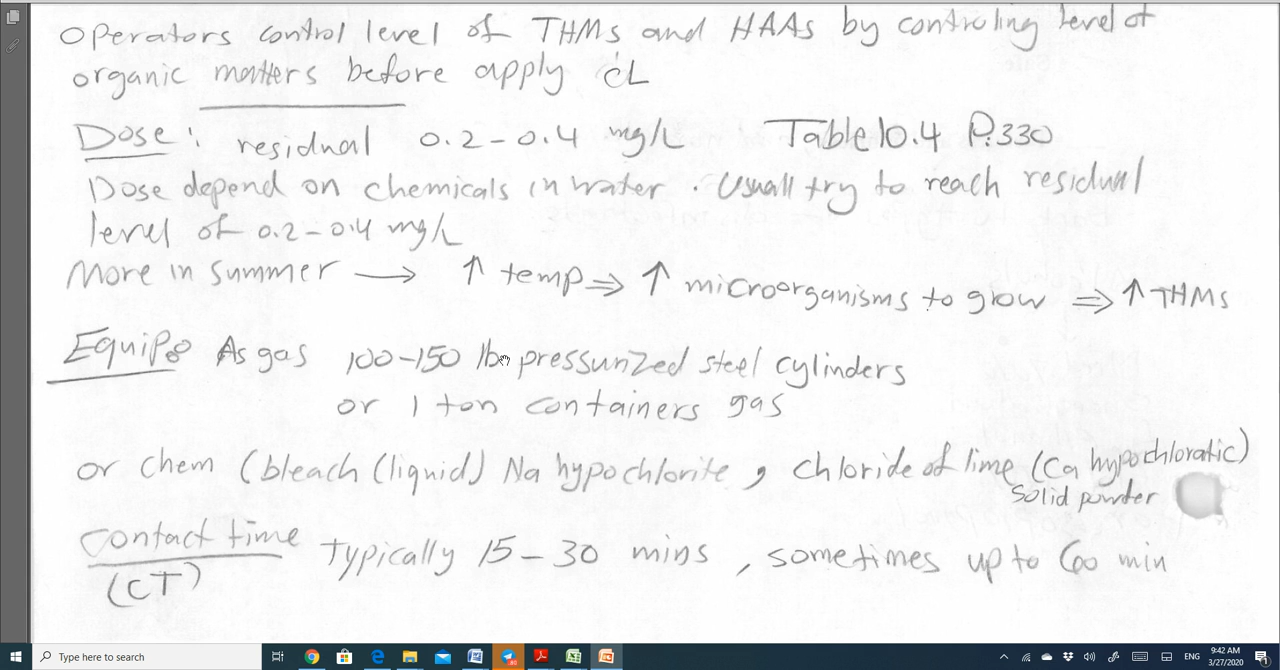 Operators control level of THMs and HAAs by controling level of
organic matters before apply cL
Dose: residual 0.2-0.4 mg/L Table 10.4 P.330
Dose depend on chemicals in water. Usuall try to reach residual
level of 0.2-0.4 mg/L
More in summer → ↑ temp ⇒ ↑ microorganisms to grow ⇒ ↑ THMs
Equip: As gas 100-150 lb pressurized steel cylinders
or 1 ton containers gas
or chem (bleach (liquid) Na hypochlorite, chloride of lime (Ca hypochloratic)
solid powder
Contact time Typically 15-30 mins, sometimes up to 60 min
(CT)
Type here to search
ENG
9:42 AM
3/27/2020